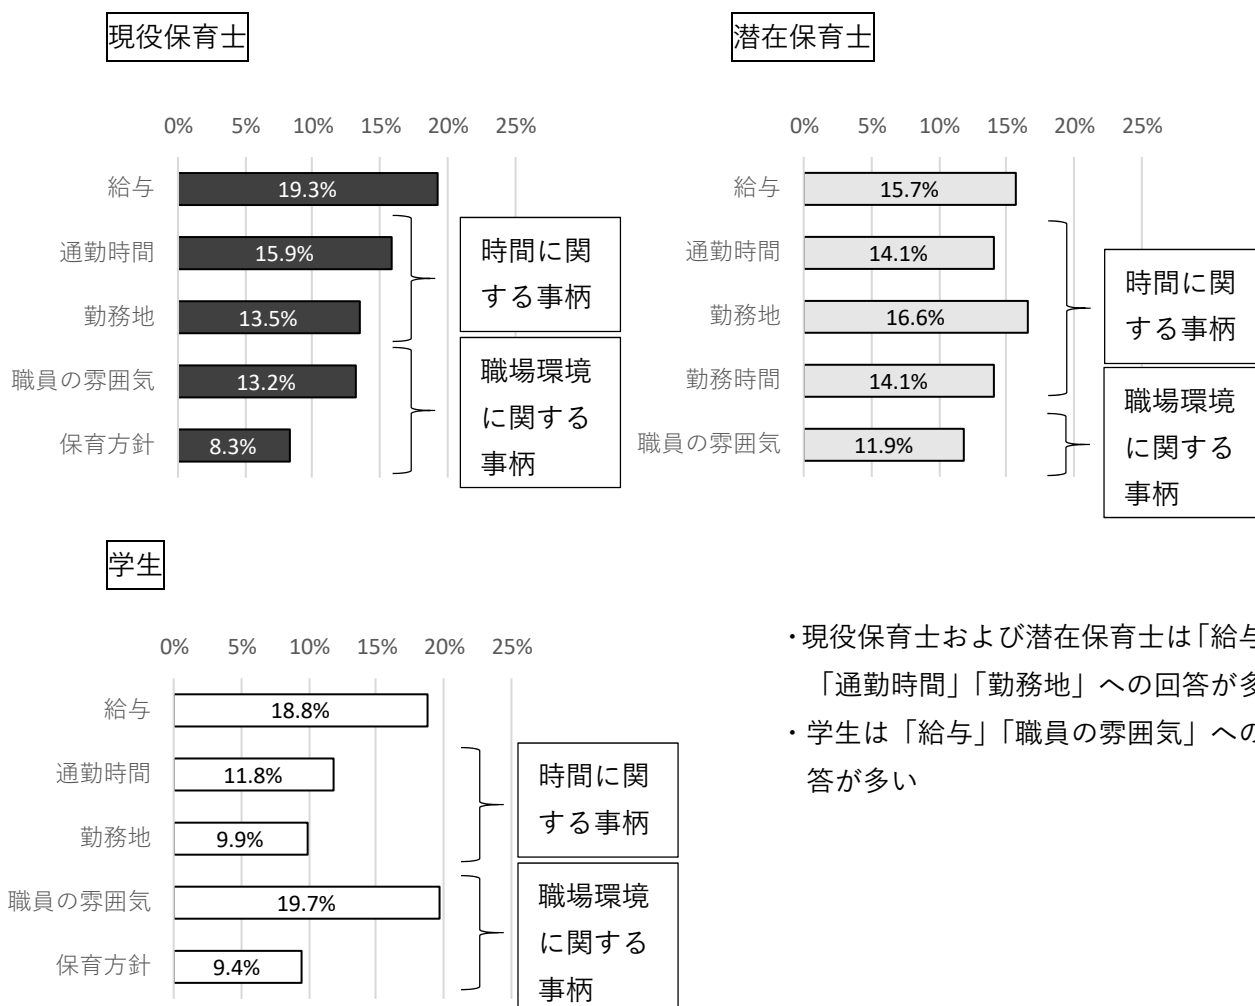 現役保育士
0% 5% 10% 15% 20% 25%
給与 19.3%
通勤時間 15.9%
勤務地 13.5%
職員の雰囲気 13.2%
保育方針 8.3%
時間に関
する事柄
職場環境
に関する
事柄
潜在保育士
0% 5% 10% 15% 20% 25%
給与 15.7%
通勤時間 14.1%
勤務地 16.6%
勤務時間 14.1%
職員の雰囲気 11.9%
時間に関
する事柄
職場環境
に関する
事柄
学生
0% 5% 10% 15% 20% 25%
給与 18.8%
通勤時間 11.8%
勤務地 9.9%
職員の雰囲気 19.7%
保育方針 9.4%
時間に関
する事柄
職場環境
に関する
事柄
・現役保育士および潜在保育士は「給与
「通勤時間」「勤務地」への回答が多
・学生は「給与」「職員の雰囲気」への
答が多い